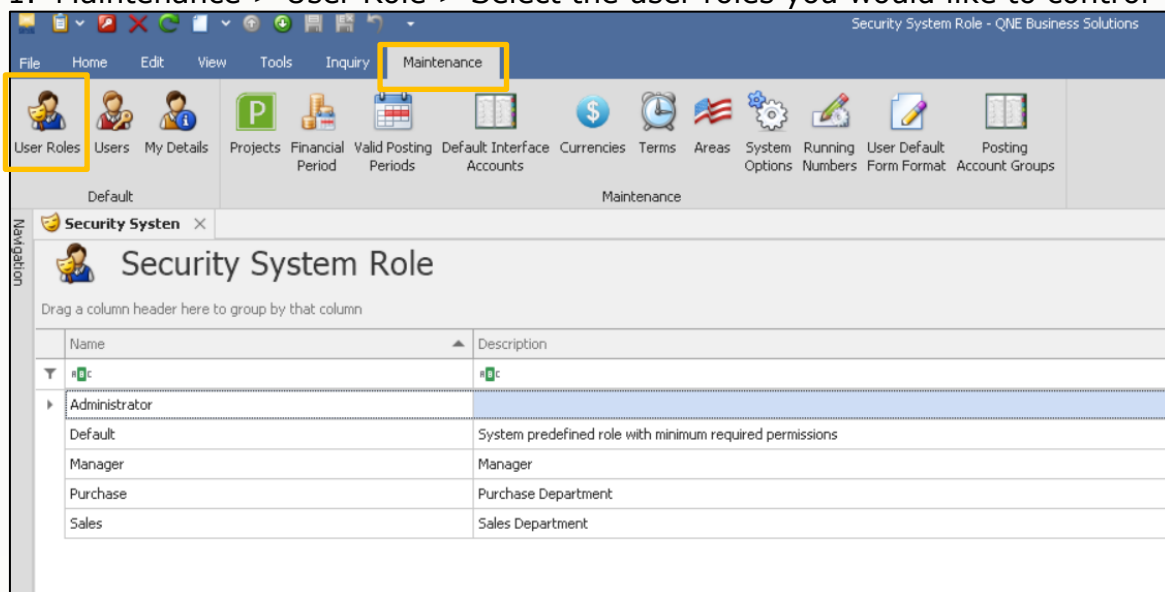 1. Maintenance > User Role > Select the user roles you would like to control
Security System Role - QNE Business Solutions
File Home Edit View Tools Inquiry Maintenance
User Roles Users My Details Projects Financial Period Valid Posting Periods Default Interface Accounts Currencies Terms Areas System Options Running Numbers User Default Form Format Posting Account Groups
Default Maintenance
Navigation
Security Systen
Security System Role
Drag a column header here to group by that column
Name Description
ABC ABC
Administrator
Default System predefined role with minimum required permissions
Manager Manager
Purchase Purchase Department
Sales Sales Department